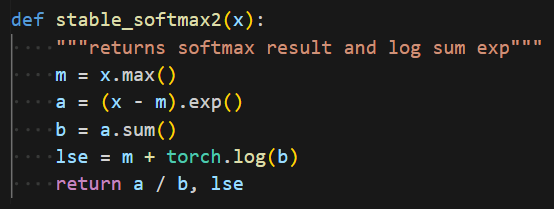 def stable_softmax2(x):
    """returns softmax result and log sum exp"""
    m = x.max()
    a = (x - m).exp()
    b = a.sum()
    lse = m + torch.log(b)
    return a / b, lse